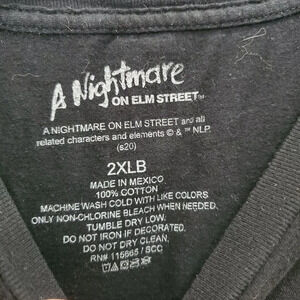 A Nightmare
ON ELM STREET™
A NIGHTMARE ON ELM STREET and all
related characters and elements © & ™ NLP.
(s20)
2XLB
MADE IN MEXICO
100% COTTON
MACHINE WASH COLD WITH LIKE COLORS
ONLY NON-CHLORINE BLEACH WHEN NEEDED.
TUMBLE DRY LOW.
DO NOT IRON IF DECORATED.
DO NOT DRY CLEAN.
RN# 116665 / SCC